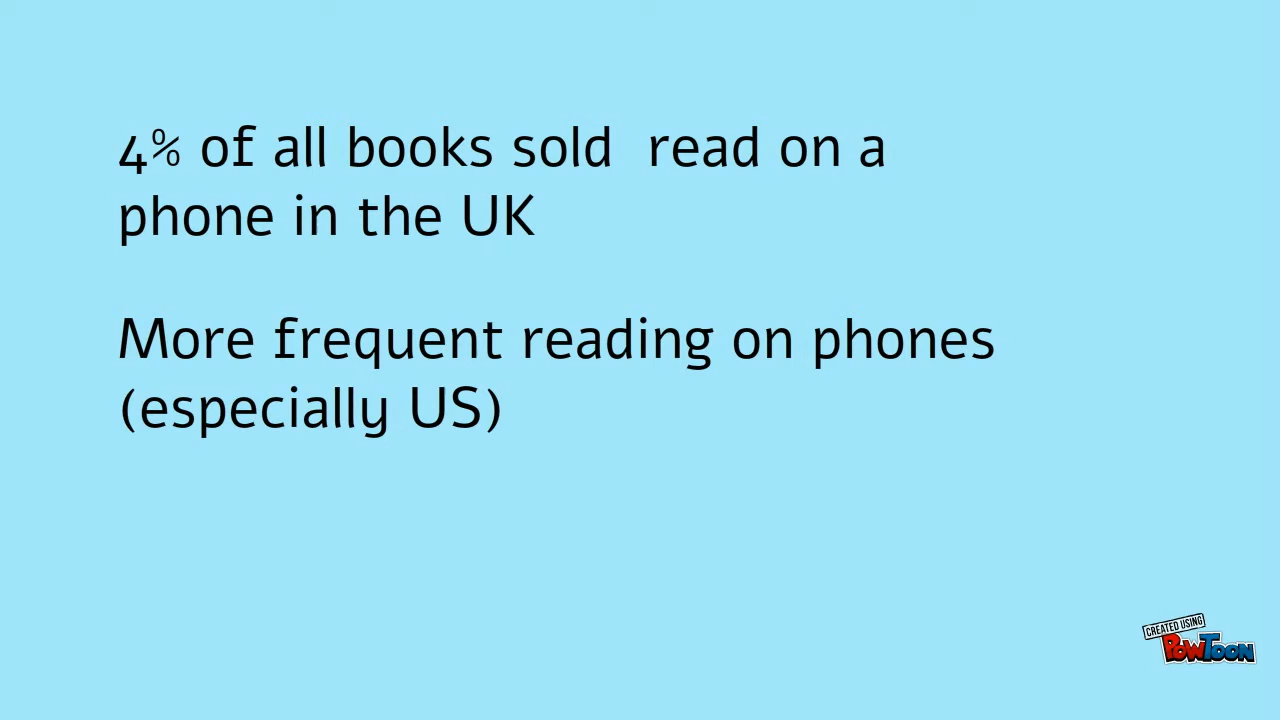 4% of all books sold  read on a
phone in the UK
More frequent reading on phones
(especially US)
CREATED USING
POWTOON